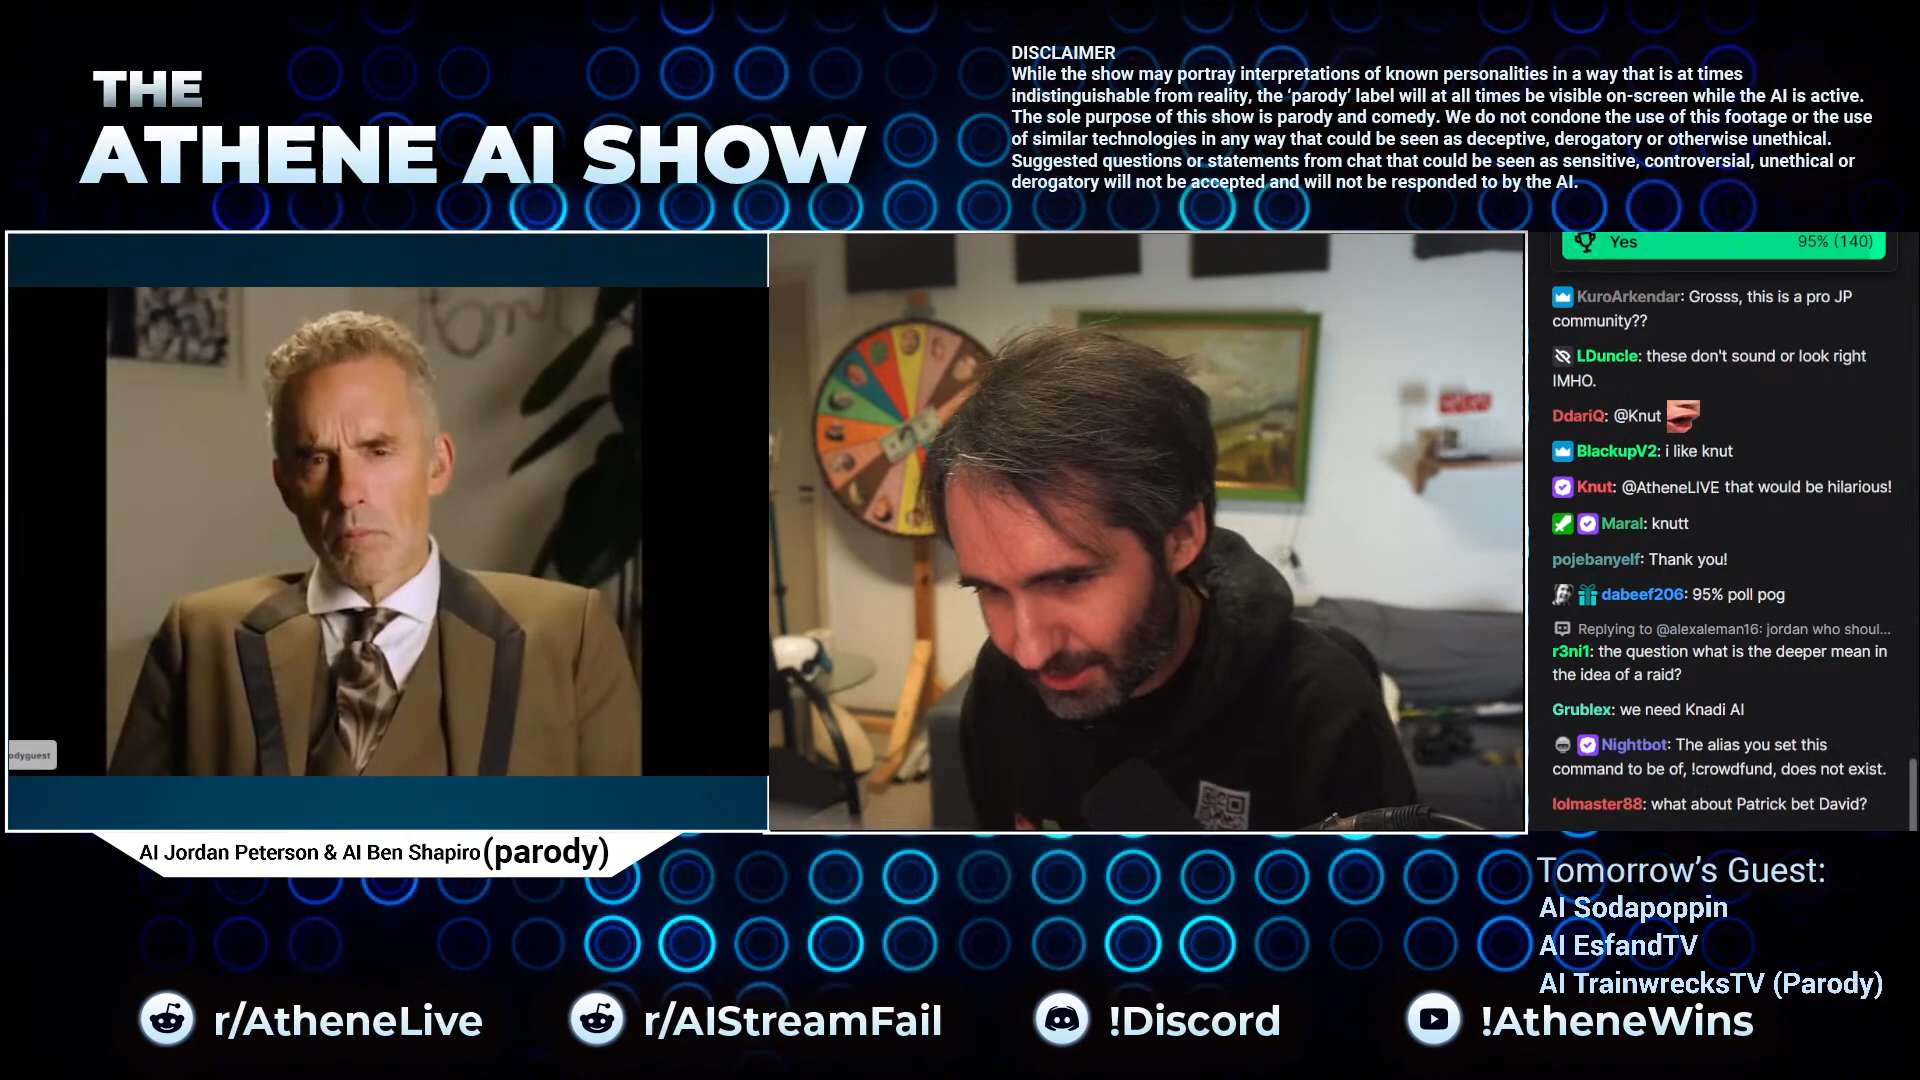 THE
ATHENE AI SHOW
DISCLAIMER
While the show may portray interpretations of known personalities in a way that is at times
indistinguishable from reality, the ‘parody’ label will at all times be visible on-screen while the AI is active.
The sole purpose of this show is parody and comedy. We do not condone the use of this footage or the use
of similar technologies in any way that could be seen as deceptive, derogatory or otherwise unethical.
Suggested questions or statements from chat that could be seen as sensitive, controversial, unethical or
derogatory will not be accepted and will not be responded to by the AI.
Yes 95% (140)
KuroArkendar: Grosss, this is a pro JP
community??
LDuncle: these don't sound or look right
IMHO.
DdariQ: @Knut
BlackupV2: i like knut
Knut: @AtheneLIVE that would be hilarious!
Maral: knutt
pojebanyelf: Thank you!
dabeef206: 95% poll pog
Replying to @alexaleman16: jordan who shoul...
r3ni1: the question what is the deeper mean in
the idea of a raid?
Grublex: we need Knadi AI
Nightbot: The alias you set this
command to be of, !crowdfund, does not exist.
lolmaster88: what about Patrick bet David?
odyguest
AI Jordan Peterson & AI Ben Shapiro (parody)
Tomorrow’s Guest:
AI Sodapoppin
AI EsfandTV
AI TrainwrecksTV (Parody)
r/AtheneLive
r/AIStreamFail
!Discord
!AtheneWins